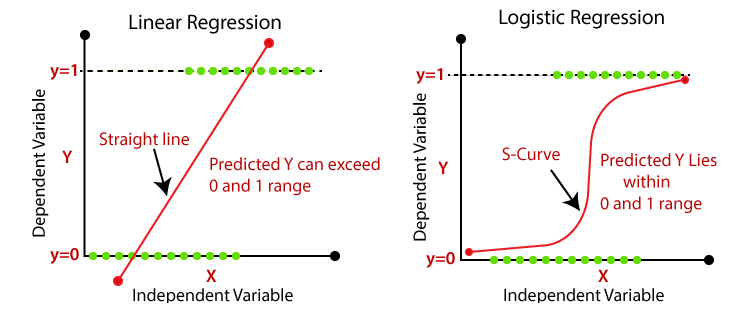 Linear Regression
y=1
Dependent Variable
Y
Straight line
Predicted Y can exceed
0 and 1 range
y=0
X
Independent Variable
Logistic Regression
y=1
Dependent Variable
Y
S-Curve
Predicted Y Lies
within
0 and 1 range
y=0
X
Independent Variable